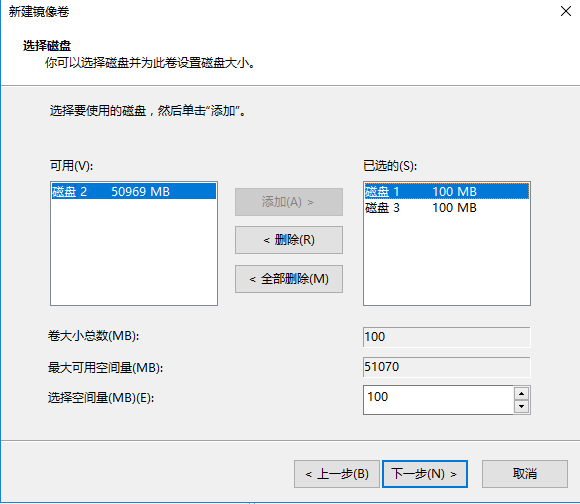 新建镜像卷
选择磁盘
你可以选择磁盘并为此卷设置磁盘大小。
选择要使用的磁盘，然后单击“添加”。
可用(V):
已选的(S):
磁盘 2 50969 MB
添加(A) >
磁盘 1 100 MB
磁盘 3 100 MB
< 删除(R)
< 全部删除(M)
卷大小总数(MB):
100
最大可用空间量(MB):
51070
选择空间量(MB)(E):
100
< 上一步(B)
下一步(N) >
取消